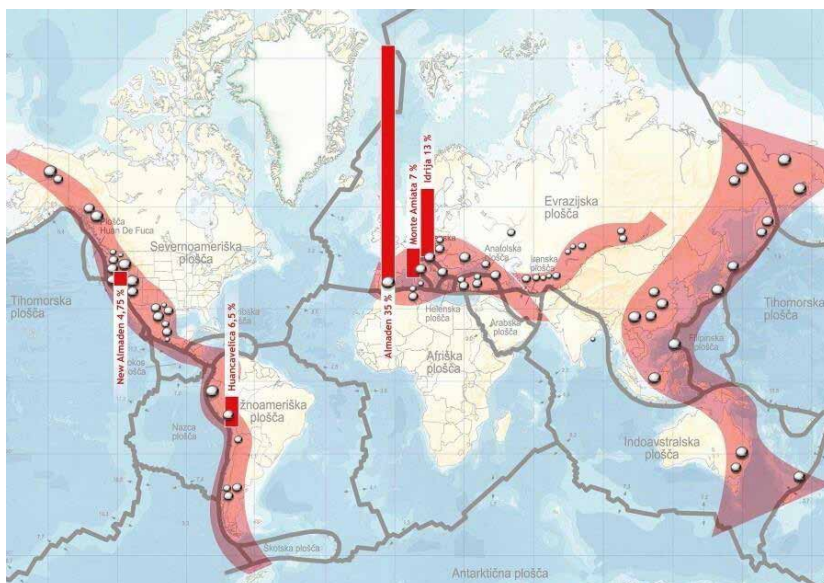 Plošča
Huan De Fuca
Severnoameriška
plošča
Tihomorska
plošča
New Almaden 4,75 %
Huancavelica 6,5 %
Nazca
plošča
plošča
Škotska plošča
Almaden 35 %
Monte Amiata 7 %
Idrija 13 %
Evrazijska
plošča
Anatolska
plošča
Iranska
plošča
Helenska
plošča
Arabska
plošča
Afriška
plošča
Filipinska
plošča
Tihomorska
plošča
Indoavstralska
plošča
Antarktična plošča